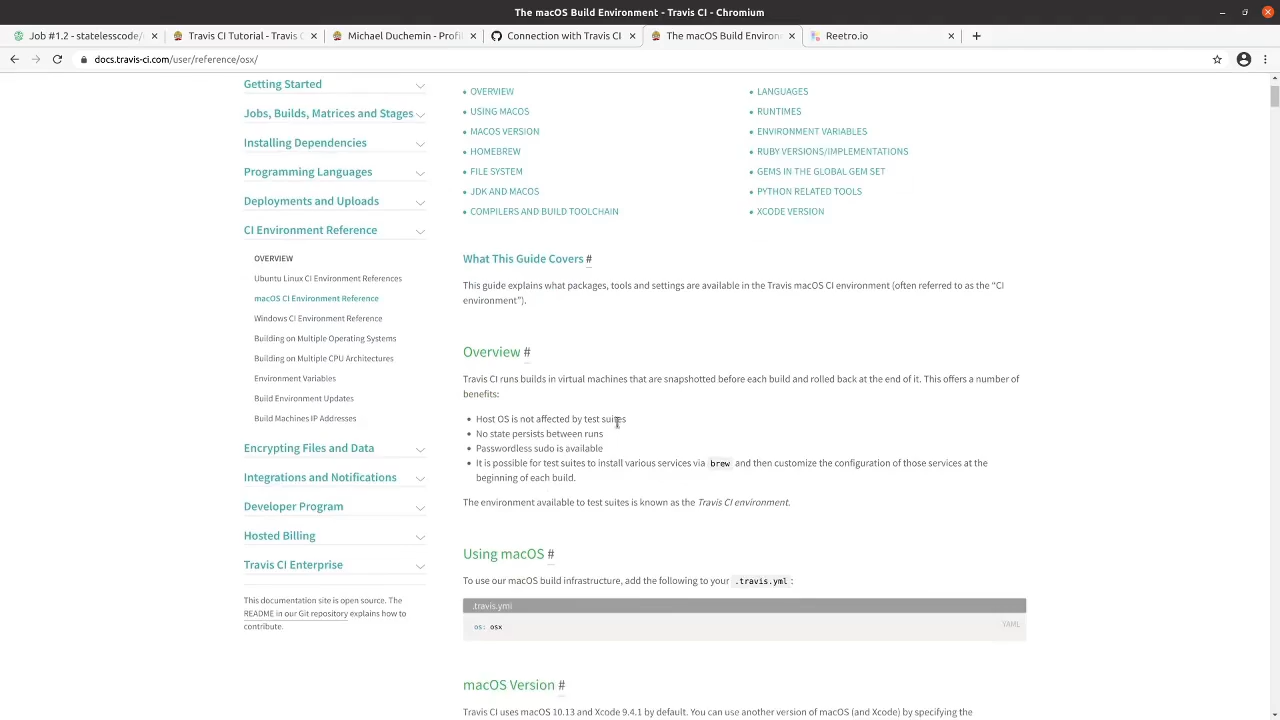 The macOS Build Environment - Travis CI - Chromium
Job #1.2 - statelesscode/
Travis CI Tutorial - Travis C
Michael Duchemin - Profil
Connection with Travis CI
The macOS Build Environ
Reetro.io
docs.travis-ci.com/user/reference/osx/
Getting Started
Jobs, Builds, Matrices and Stages
Installing Dependencies
Programming Languages
Deployments and Uploads
CI Environment Reference
OVERVIEW
Ubuntu Linux CI Environment References
macOS CI Environment Reference
Windows CI Environment Reference
Building on Multiple Operating Systems
Building on Multiple CPU Architectures
Environment Variables
Build Environment Updates
Build Machines IP Addresses
Encrypting Files and Data
Integrations and Notifications
Developer Program
Hosted Billing
Travis CI Enterprise
This documentation site is open source. The
README in our Git repository explains how to
contribute.
OVERVIEW
USING MACOS
MACOS VERSION
HOMEBREW
FILE SYSTEM
JDK AND MACOS
COMPILERS AND BUILD TOOLCHAIN
LANGUAGES
RUNTIMES
ENVIRONMENT VARIABLES
RUBY VERSIONS/IMPLEMENTATIONS
GEMS IN THE GLOBAL GEM SET
PYTHON RELATED TOOLS
XCODE VERSION
What This Guide Covers #
This guide explains what packages, tools and settings are available in the Travis macOS CI environment (often referred to as the “CI
environment”).
Overview #
Travis CI runs builds in virtual machines that are snapshotted before each build and rolled back at the end of it. This offers a number of
benefits:
Host OS is not affected by test suites
No state persists between runs
Passwordless sudo is available
It is possible for test suites to install various services via brew and then customize the configuration of those services at the
beginning of each build.
The environment available to test suites is known as the Travis CI environment.
Using macOS #
To use our macOS build infrastructure, add the following to your .travis.yml:
.travis.yml
os: osx
YAML
macOS Version #
Travis CI uses macOS 10.13 and Xcode 9.4.1 by default. You can use another version of macOS (and Xcode) by specifying the